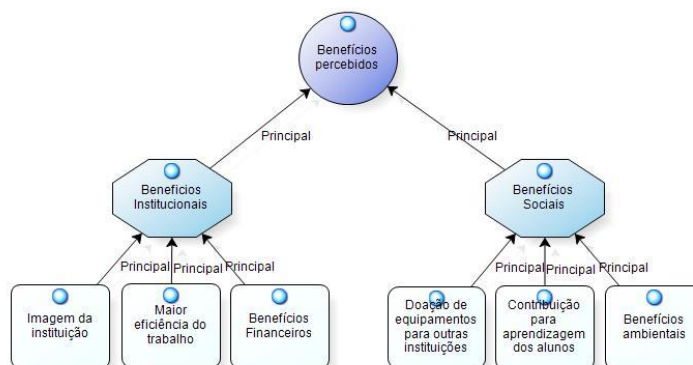 Benefícios
percebidos
Principal
Principal
Beneficios
Institucionais
Benefícios
Sociais
Principal
Principal
Principal
Principal
Principal
Principal
Imagem da
instituição
Maior
eficiência do
trabalho
Benefícios
Financeiros
Doação de
equipamentos
para outras
instituições
Contribuição
para
aprendizagem
dos alunos
Benefícios
ambientais